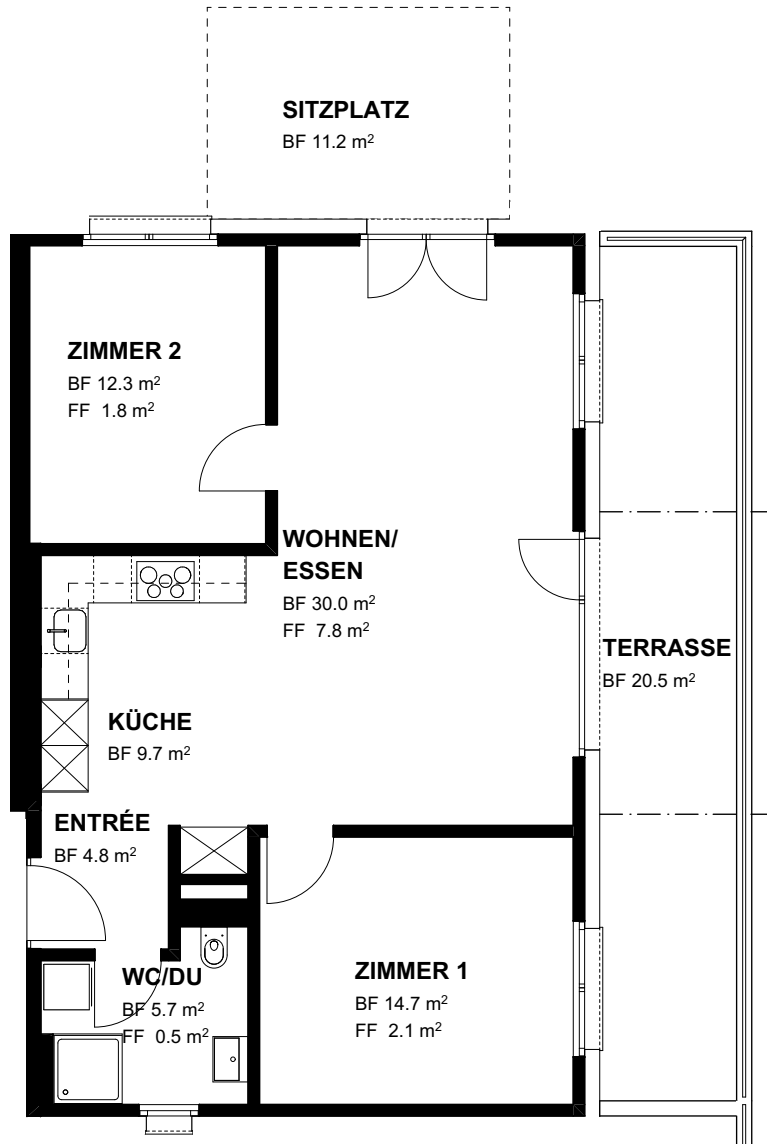 SITZPLATZ
BF 11.2 m²
ZIMMER 2
BF 12.3 m²
FF 1.8 m²
WOHNEN/
ESSEN
BF 30.0 m²
FF 7.8 m²
TERRASSE
BF 20.5 m²
KÜCHE
BF 9.7 m²
ENTRÉE
BF 4.8 m²
WC/DU
BF 5.7 m²
FF 0.5 m²
ZIMMER 1
BF 14.7 m²
FF 2.1 m²